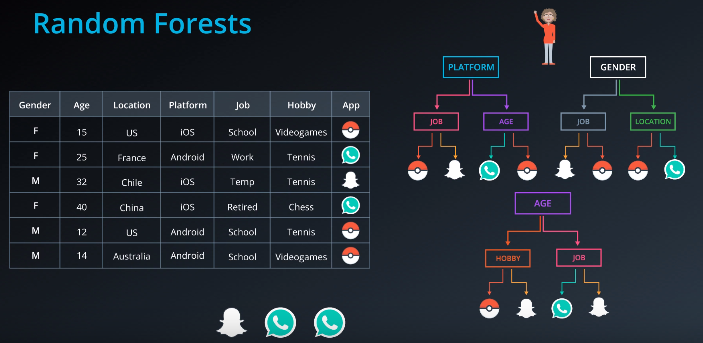 Random Forests
Gender Age Location Platform Job Hobby App
F 15 US iOS School Videogames
F 25 France Android Work Tennis
M 32 Chile iOS Temp Tennis
F 40 China iOS Retired Chess
M 12 US Android School Tennis
M 14 Australia Android School Videogames
PLATFORM
JOB AGE
GENDER
JOB LOCATION
AGE
HOBBY JOB